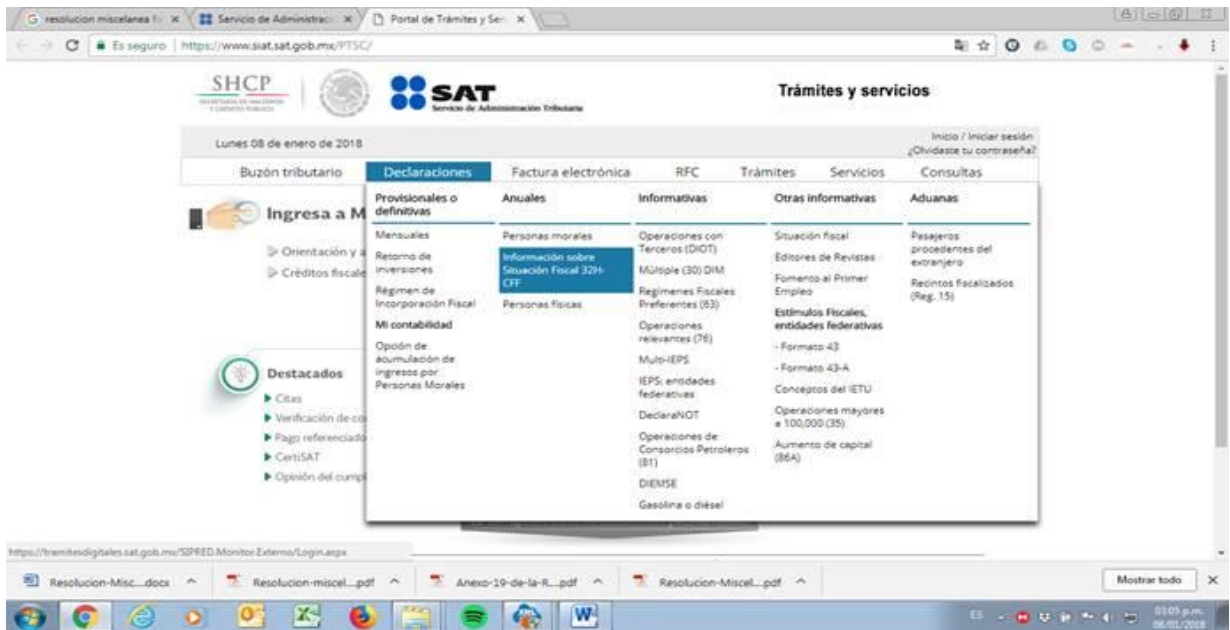 resolucion miscelanea fi
Servicio de Administraci
Portal de Trámites y Ser
Es seguro
https://www.siat.sat.gob.mx/PTSC/
SHCP
SAT
Servicio de Administración Tributaria
Trámites y servicios
Lunes 08 de enero de 2018
Inicio / Iniciar sesión
¿Olvidaste tu contraseña?
Buzón tributario
Declaraciones
Factura electrónica
RFC
Trámites
Servicios
Consultas
Ingresa a M
Orientación y a
Créditos fiscale
Destacados
Citas
Verificación de co
Pago referenciado
CertiSAT
Opinión del cumpl
Provisionales o
definitivas
Mensuales
Retorno de
inversiones
Régimen de
Incorporación Fiscal
Mi contabilidad
Opción de
acumulación de
ingresos por
Personas Morales
Anuales
Personas morales
Información sobre
Situación Fiscal 32H-
CFF
Personas físicas
Informativas
Operaciones con
Terceros (DIOT)
Múltiple (30) DIM
Regímenes Fiscales
Preferentes (63)
Operaciones
relevantes (76)
Multi-IEPS
IEPS: entidades
federativas
DeclaraNOT
Operaciones de
Consorcios Petroleros
(81)
DIEMSE
Gasolina o diésel
Otras informativas
Situación fiscal
Editores de Revistas
Fomento al Primer
Empleo
Estímulos Fiscales,
entidades federativas
- Formato 43
- Formato 43-A
Conceptos del IETU
Operaciones mayores
a 100,000 (35)
Aumento de capital
(86A)
Aduanas
Pasajeros
procedentes del
extranjero
Recintos fiscalizados
(Reg. 15)
https://tramitesdigitales.sat.gob.mx/SIPRED.Monitor.Externo/Login.aspx
Resolucion-Misc....docx
Resolucion-miscel....pdf
Anexo-19-de-la-R....pdf
Resolucion-Miscel....pdf
Mostrar todo
ES
03:05 p.m.
08/01/2018